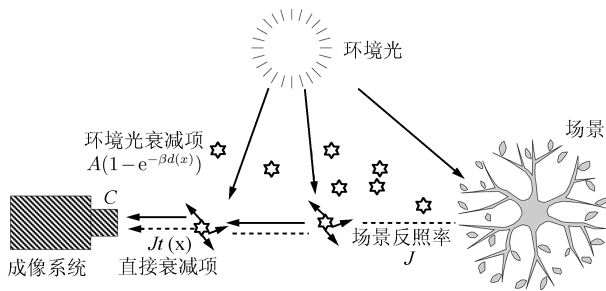 环境光
环境光衰减项
A(1−e^{−βd(x)})
场景
C
Jt(x)
成像系统
直接衰减项
场景反照率
J